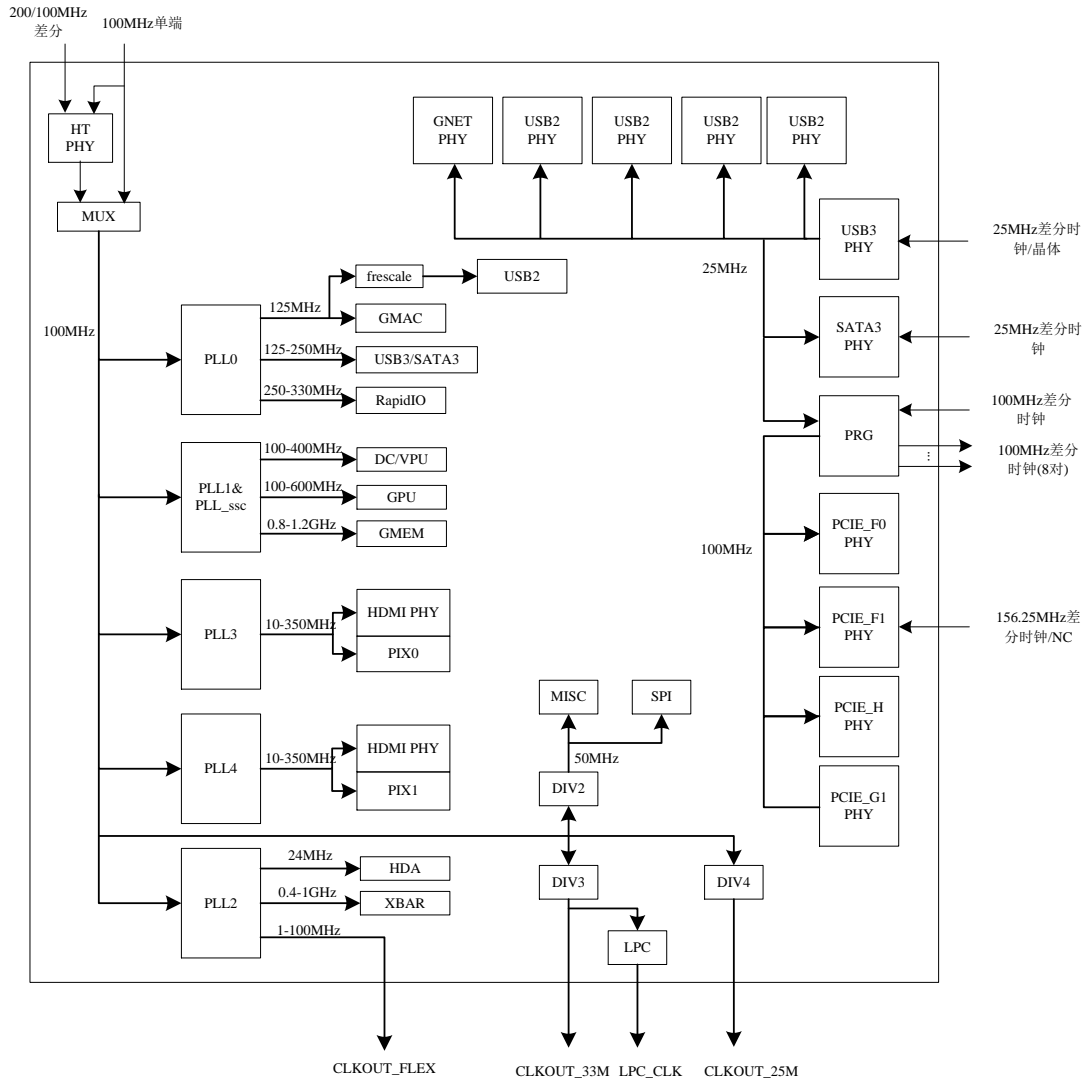 200/100MHz
差分
100MHz单端
HT
PHY
MUX
100MHz
GNET
PHY
USB2
PHY
USB2
PHY
USB2
PHY
USB2
PHY
USB3
PHY
25MHz差分时
钟/晶体
25MHz
SATA3
PHY
25MHz差分时
钟
PRG
100MHz差分
时钟
...
100MHz差分
时钟(8对)
100MHz
PCIE_F0
PHY
PCIE_F1
PHY
156.25MHz差
分时钟/NC
PCIE_H
PHY
PCIE_G1
PHY
PLL0
125MHz
frescale
USB2
GMAC
125-250MHz
USB3/SATA3
250-330MHz
RapidIO
PLL1&
PLL_ssc
100-400MHz
DC/VPU
100-600MHz
GPU
0.8-1.2GHz
GMEM
PLL3
10-350MHz
HDMI PHY
PIX0
PLL4
10-350MHz
HDMI PHY
PIX1
MISC
SPI
50MHz
DIV2
DIV3
DIV4
LPC
PLL2
24MHz
HDA
0.4-1GHz
XBAR
1-100MHz
CLKOUT_FLEX
CLKOUT_33M
LPC_CLK
CLKOUT_25M